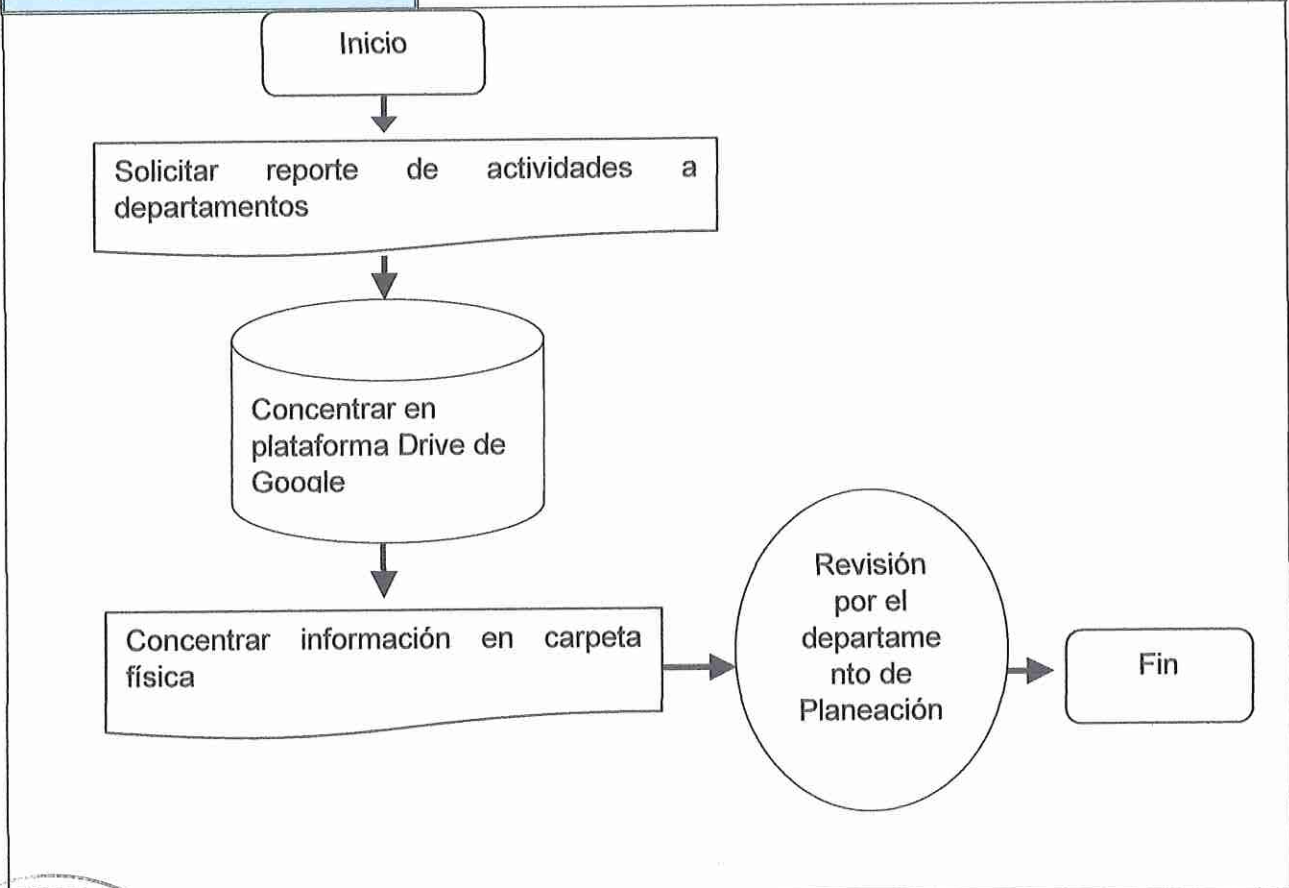 Inicio
Solicitar reporte de actividades a
departamentos
Concentrar en
plataforma Drive de
Google
Concentrar información en carpeta
física
Revisión
por el
departame
nto de
Planeación
Fin